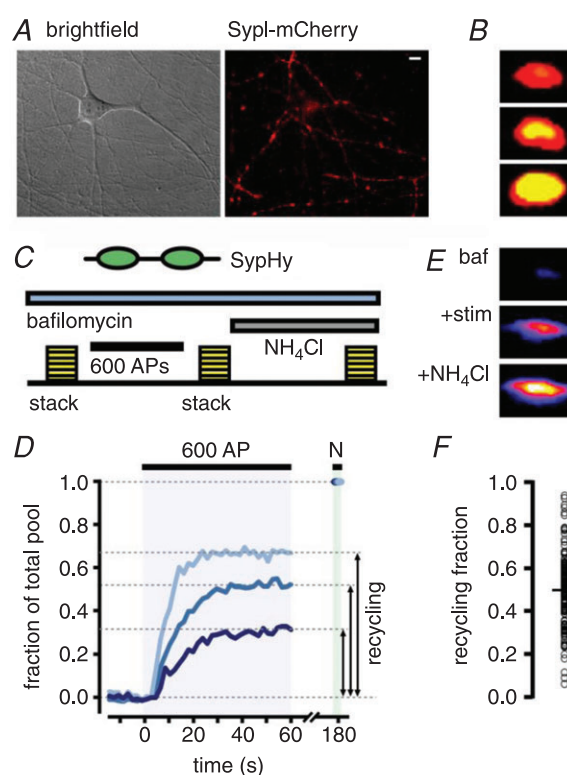 A brightfield
Sypl-mCherry
B
C
SypHy
bafilomycin
NH4Cl
600 APs
stack
stack
E baf
+stim
+NH4Cl
D
600 AP
N
fraction of total pool
1.0
0.8
0.6
0.4
0.2
0.0
recycling
0
20
40
60
180
time (s)
F
recycling fraction
1.0
0.8
0.6
0.4
0.2
0.0